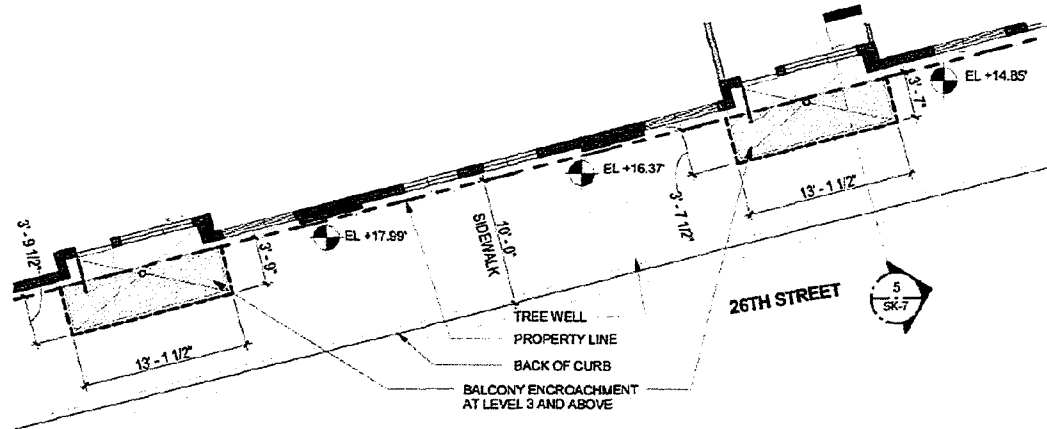 EL +14.85'
3' - 7"
EL +16.37'
3' - 7 1/2"
13' - 1 1/2"
3' - 9 1/2"
EL +17.99'
3' - 9"
10' - 0"
SIDEWALK
26TH STREET
5
SK-7
TREE WELL
PROPERTY LINE
13' - 1 1/2"
BACK OF CURB
BALCONY ENCROACHMENT
AT LEVEL 3 AND ABOVE